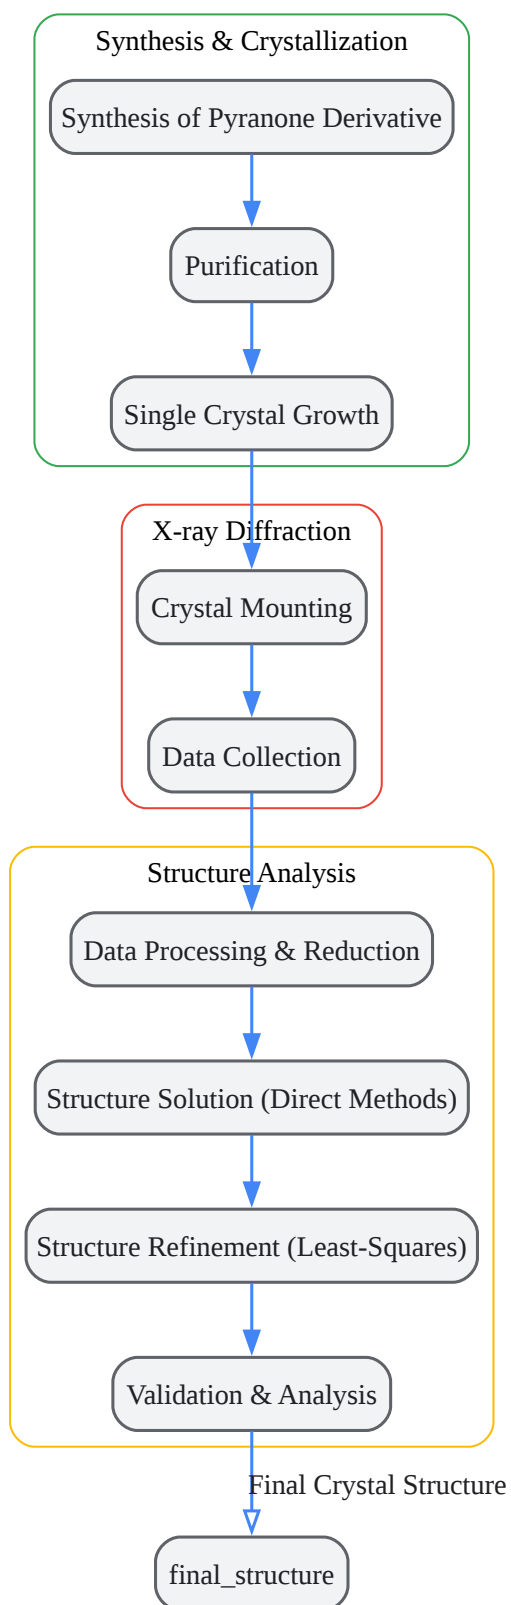 Synthesis & Crystallization
Synthesis of Pyranone Derivative
Purification
Single Crystal Growth
X-ray Diffraction
Crystal Mounting
Data Collection
Structure Analysis
Data Processing & Reduction
Structure Solution (Direct Methods)
Structure Refinement (Least-Squares)
Validation & Analysis
Final Crystal Structure
final_structure